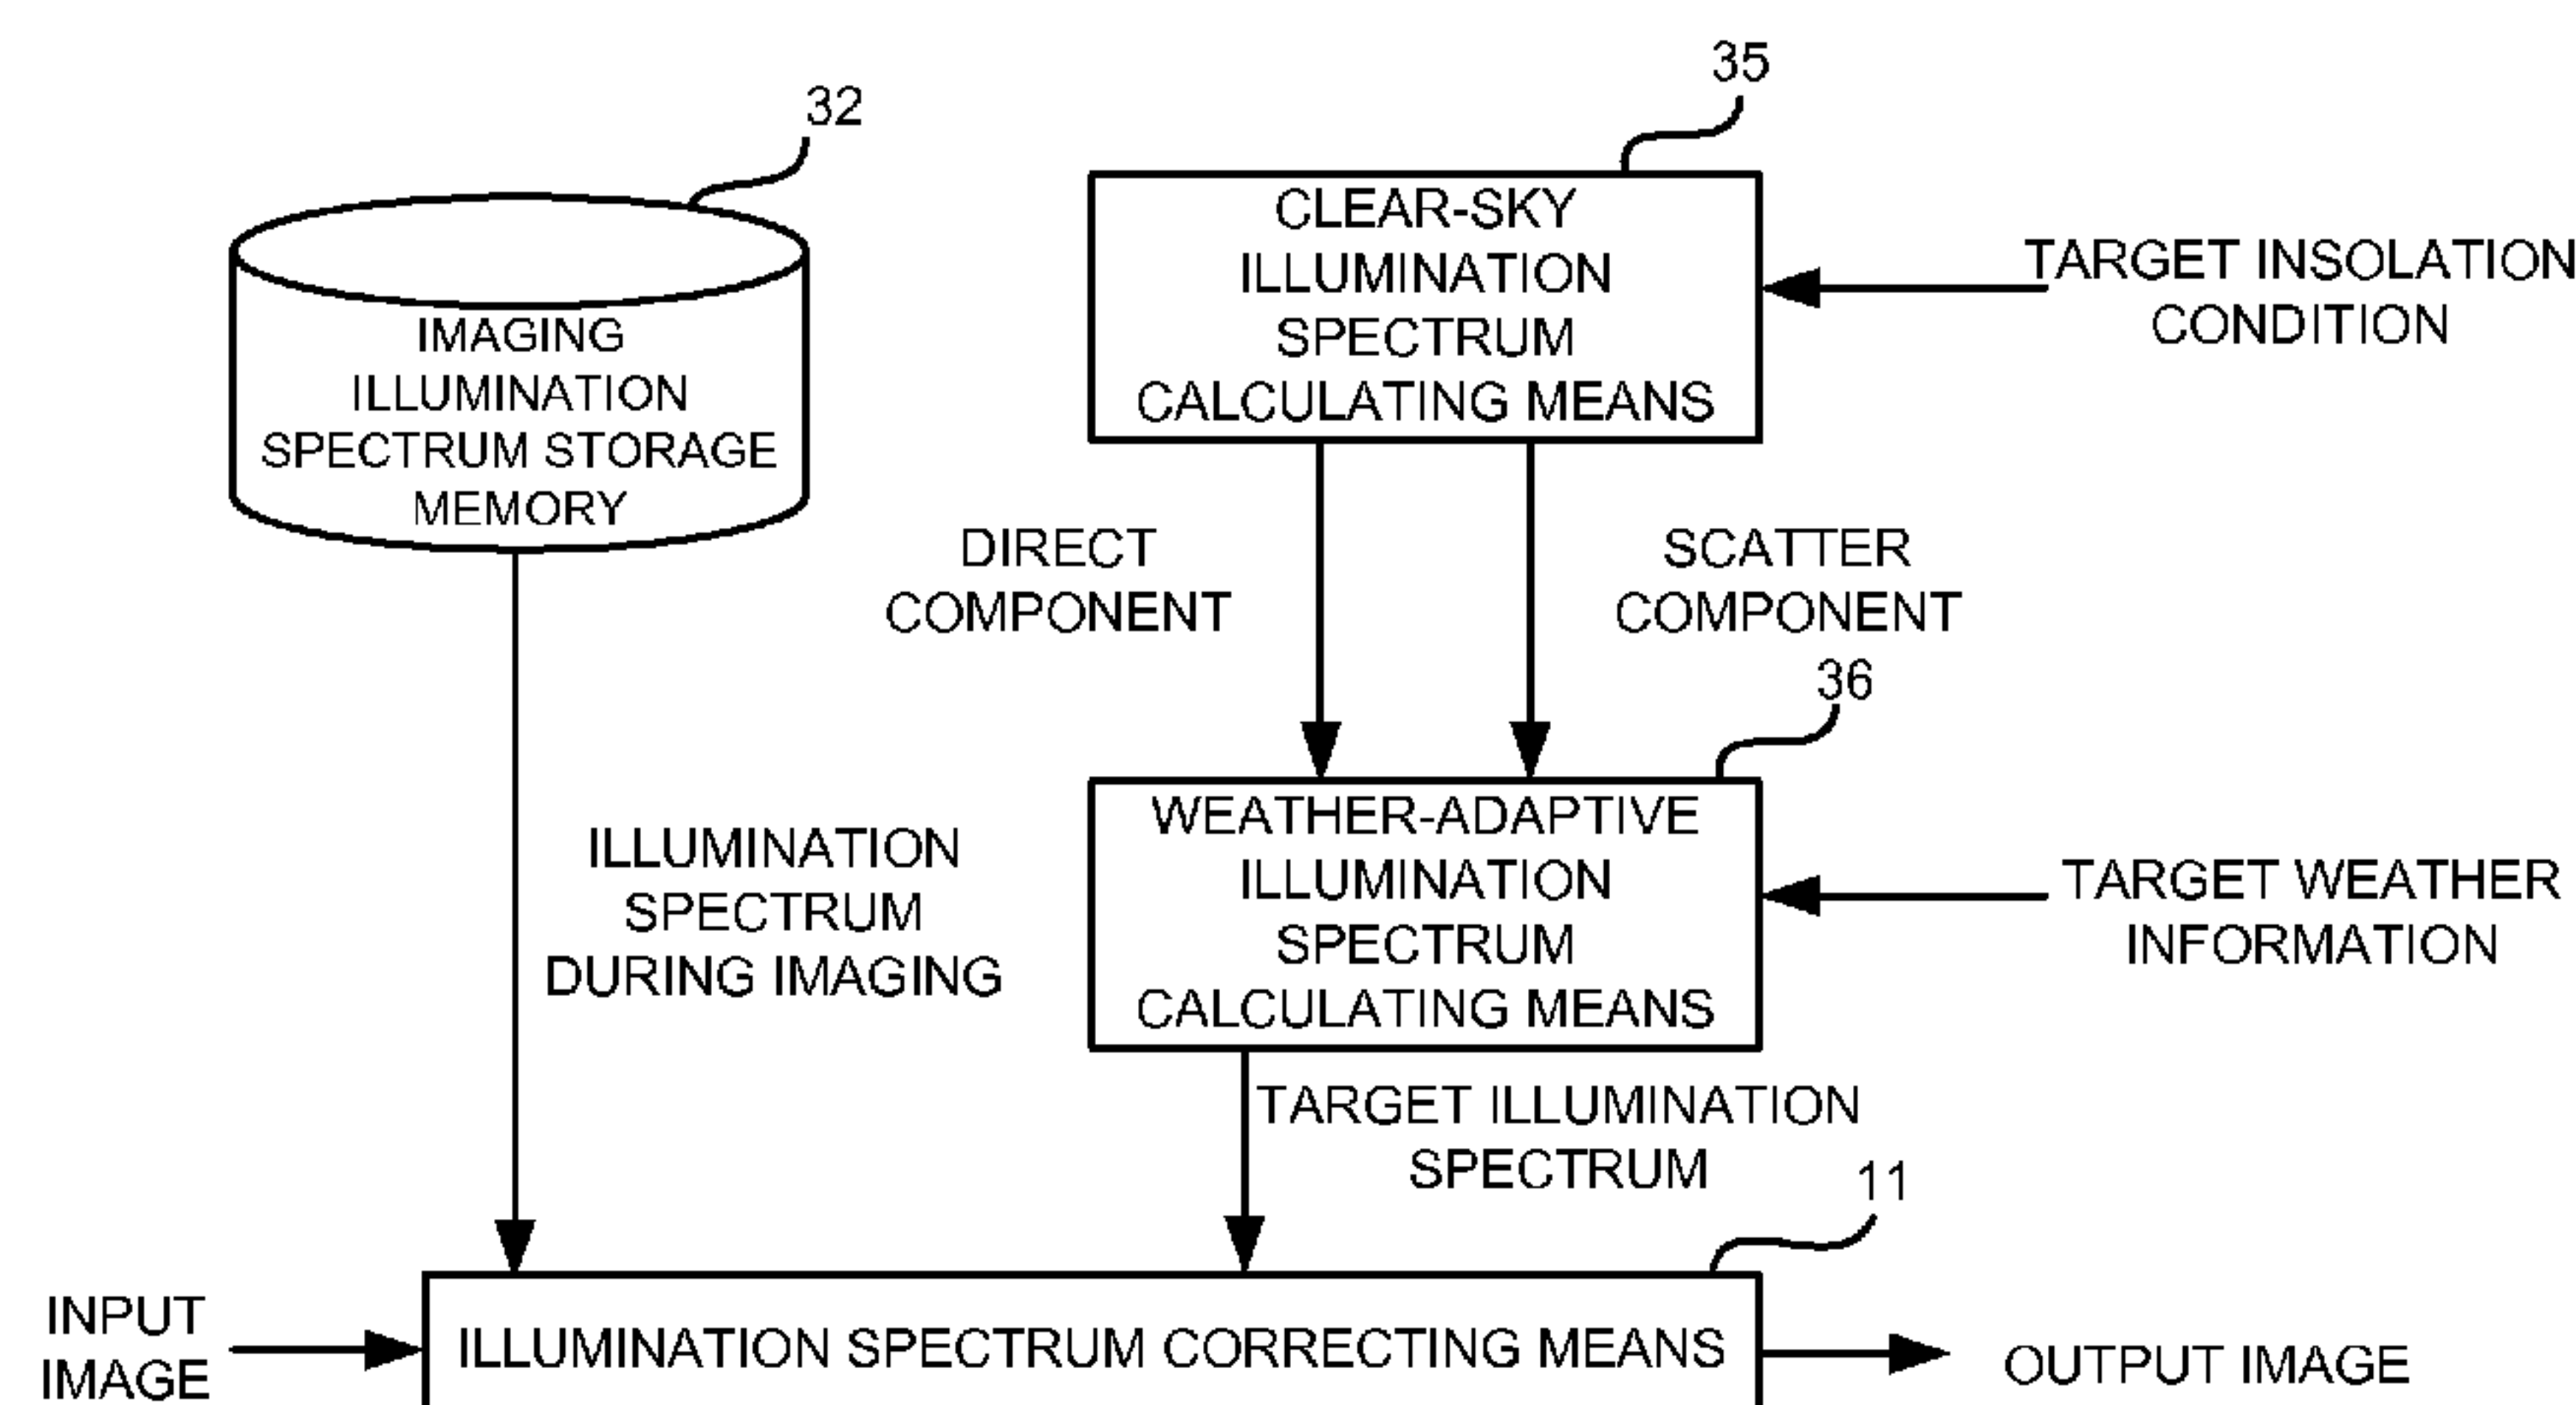 35
32
CLEAR-SKY
ILLUMINATION
SPECTRUM
CALCULATING MEANS
TARGET INSOLATION
CONDITION
IMAGING
ILLUMINATION
SPECTRUM STORAGE
MEMORY
DIRECT
COMPONENT
SCATTER
COMPONENT
36
WEATHER-ADAPTIVE
ILLUMINATION
SPECTRUM
CALCULATING MEANS
TARGET WEATHER
INFORMATION
ILLUMINATION
SPECTRUM
DURING IMAGING
TARGET ILLUMINATION
SPECTRUM
11
INPUT
IMAGE
ILLUMINATION SPECTRUM CORRECTING MEANS
OUTPUT IMAGE